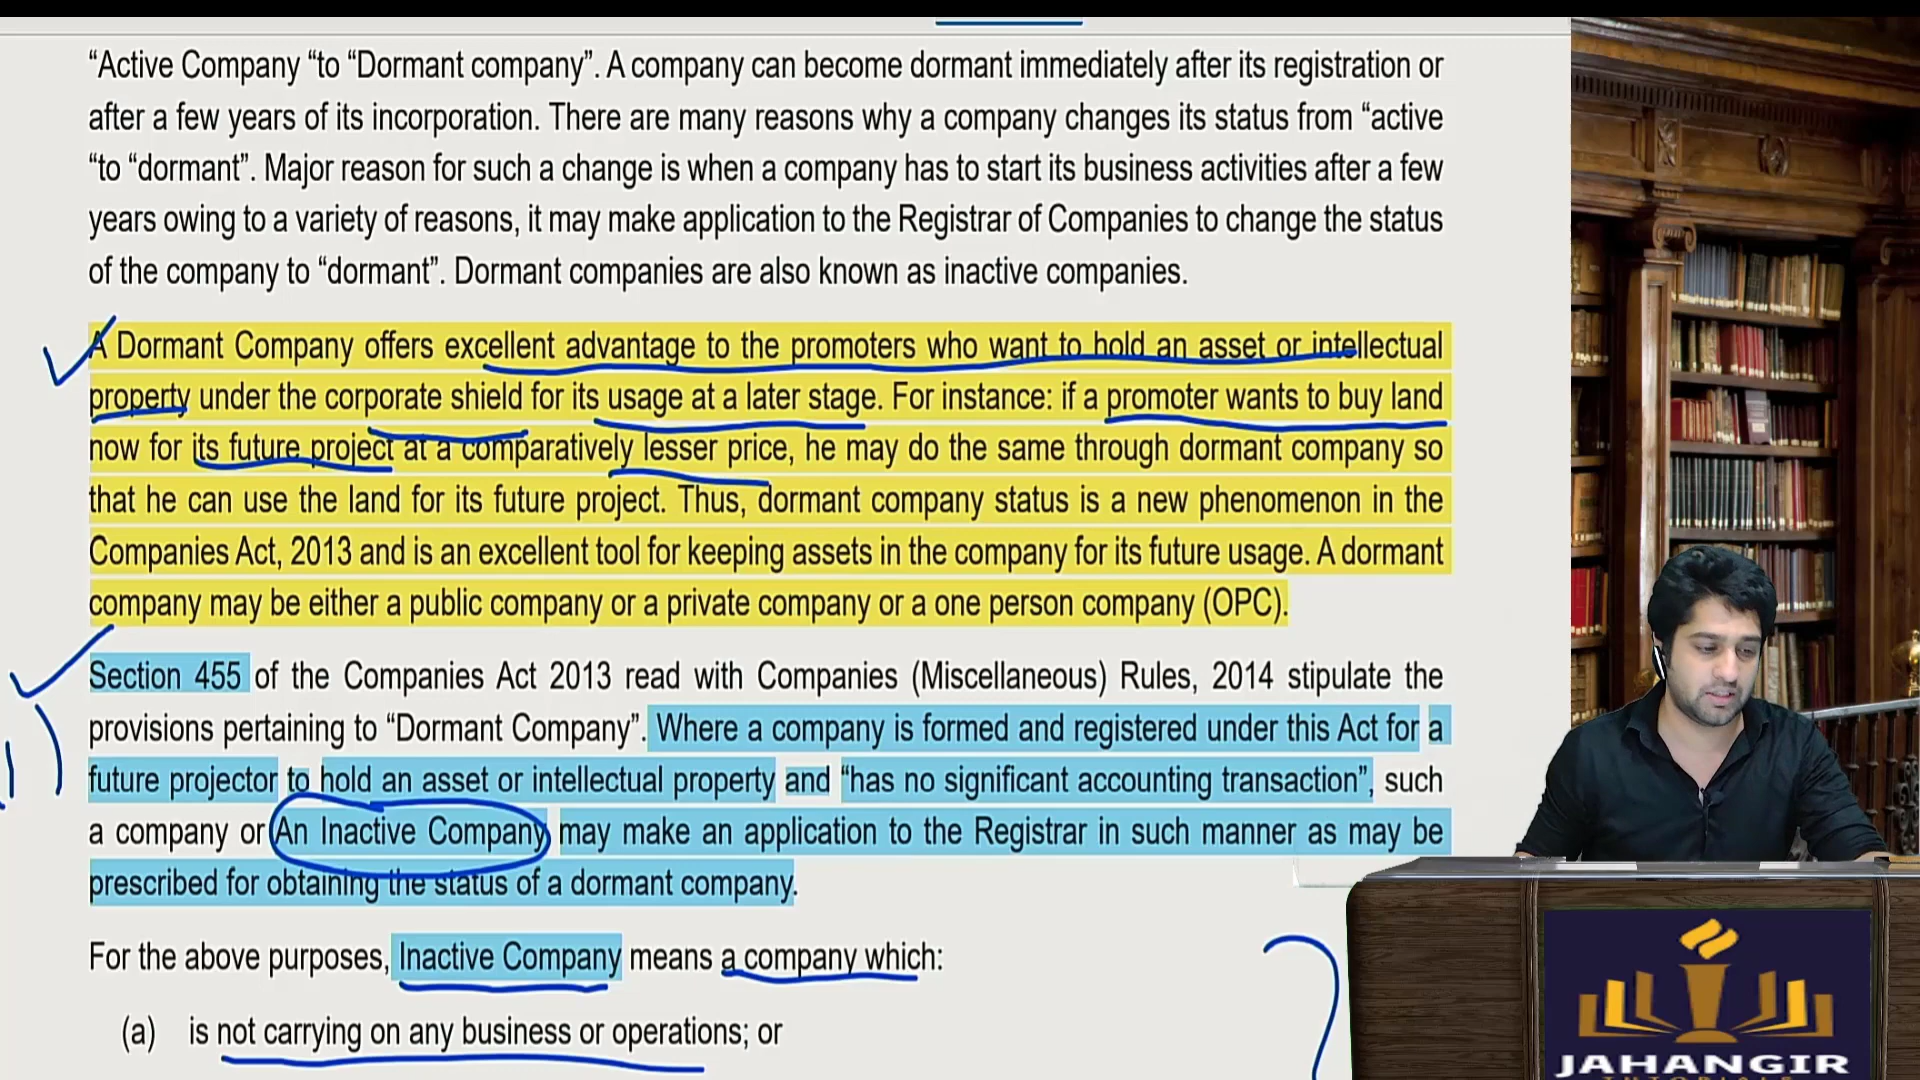 “Active Company “to “Dormant company”. A company can become dormant immediately after its registration or
after a few years of its incorporation. There are many reasons why a company changes its status from “active
“to “dormant”. Major reason for such a change is when a company has to start its business activities after a few
years owing to a variety of reasons, it may make application to the Registrar of Companies to change the status
of the company to “dormant”. Dormant companies are also known as inactive companies.
A Dormant Company offers excellent advantage to the promoters who want to hold an asset or intellectual
property under the corporate shield for its usage at a later stage. For instance: if a promoter wants to buy land
now for its future project at a comparatively lesser price, he may do the same through dormant company so
that he can use the land for its future project. Thus, dormant company status is a new phenomenon in the
Companies Act, 2013 and is an excellent tool for keeping assets in the company for its future usage. A dormant
company may be either a public company or a private company or a one person company (OPC).
Section 455 of the Companies Act 2013 read with Companies (Miscellaneous) Rules, 2014 stipulate the
provisions pertaining to “Dormant Company”. Where a company is formed and registered under this Act for a
future projector to hold an asset or intellectual property and “has no significant accounting transaction”, such
a company or An Inactive Company may make an application to the Registrar in such manner as may be
prescribed for obtaining the status of a dormant company.
For the above purposes, Inactive Company means a company which:
(a) is not carrying on any business or operations; or
JAHANGIR